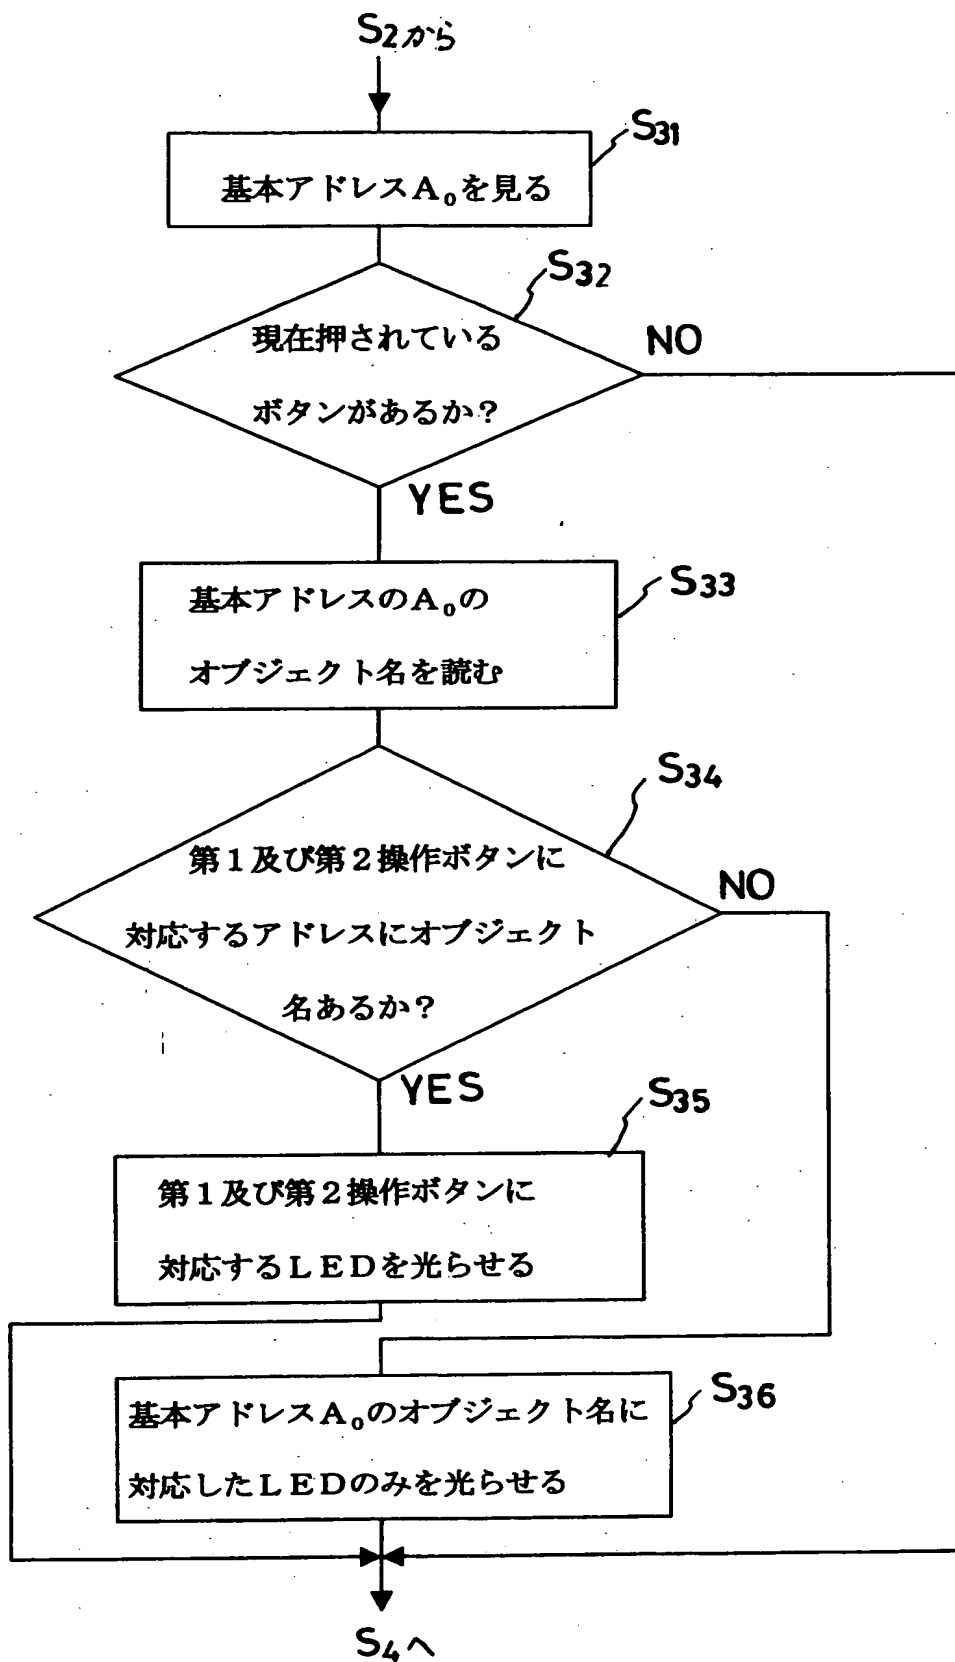 S2から
S31
基本アドレスA₀を見る
S32
現在押されている
ボタンがあるか?
NO
YES
S33
基本アドレスのA₀の
オブジェクト名を読む
S34
第1及び第2操作ボタンに
対応するアドレスにオブジェクト
名あるか?
NO
YES
S35
第1及び第2操作ボタンに
対応するLEDを光らせる
S36
基本アドレスA₀のオブジェクト名に
対応したLEDのみを光らせる
S4へ